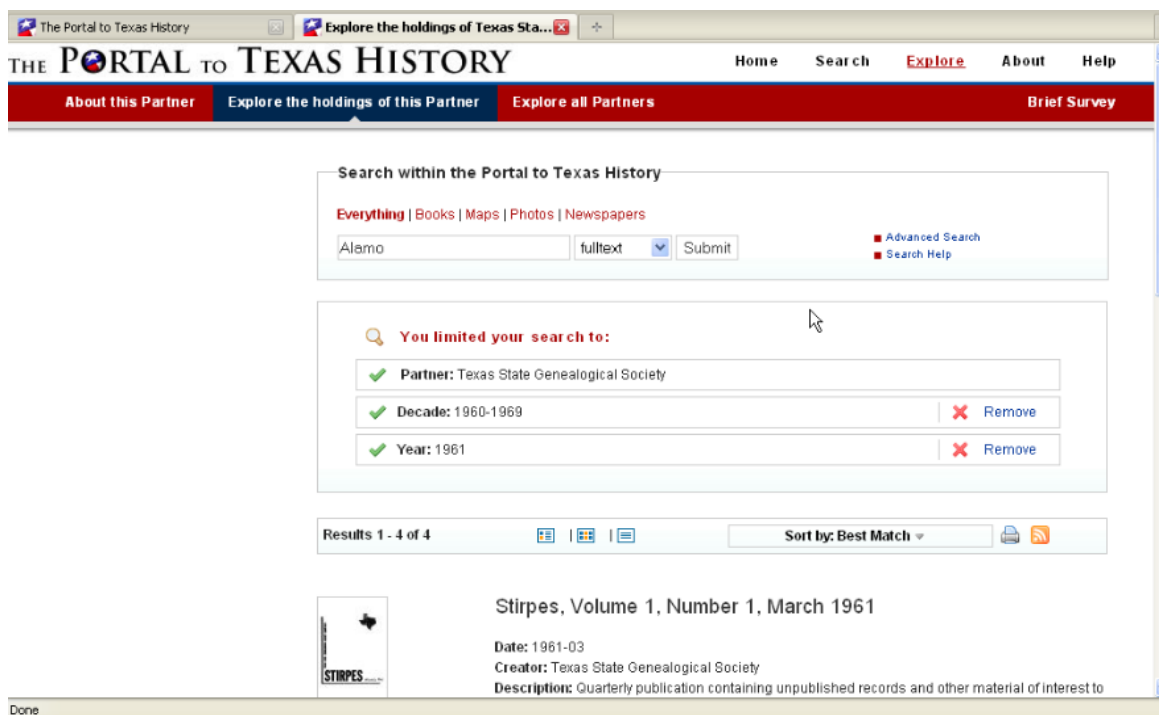 The Portal to Texas History
Explore the holdings of Texas Sta...
THE PORTAL TO TEXAS HISTORY
Home Search Explore About Help
About this Partner Explore the holdings of this Partner Explore all Partners Brief Survey
Search within the Portal to Texas History
Everything | Books | Maps | Photos | Newspapers
Alamo fulltext Submit
Advanced Search
Search Help
You limited your search to:
Partner: Texas State Genealogical Society
Decade: 1960-1969 Remove
Year: 1961 Remove
Results 1 - 4 of 4 Sort by: Best Match
Stirpes, Volume 1, Number 1, March 1961
Date: 1961-03
Creator: Texas State Genealogical Society
STIRPES
Description: Quarterly publication containing unpublished records and other material of interest to
Done